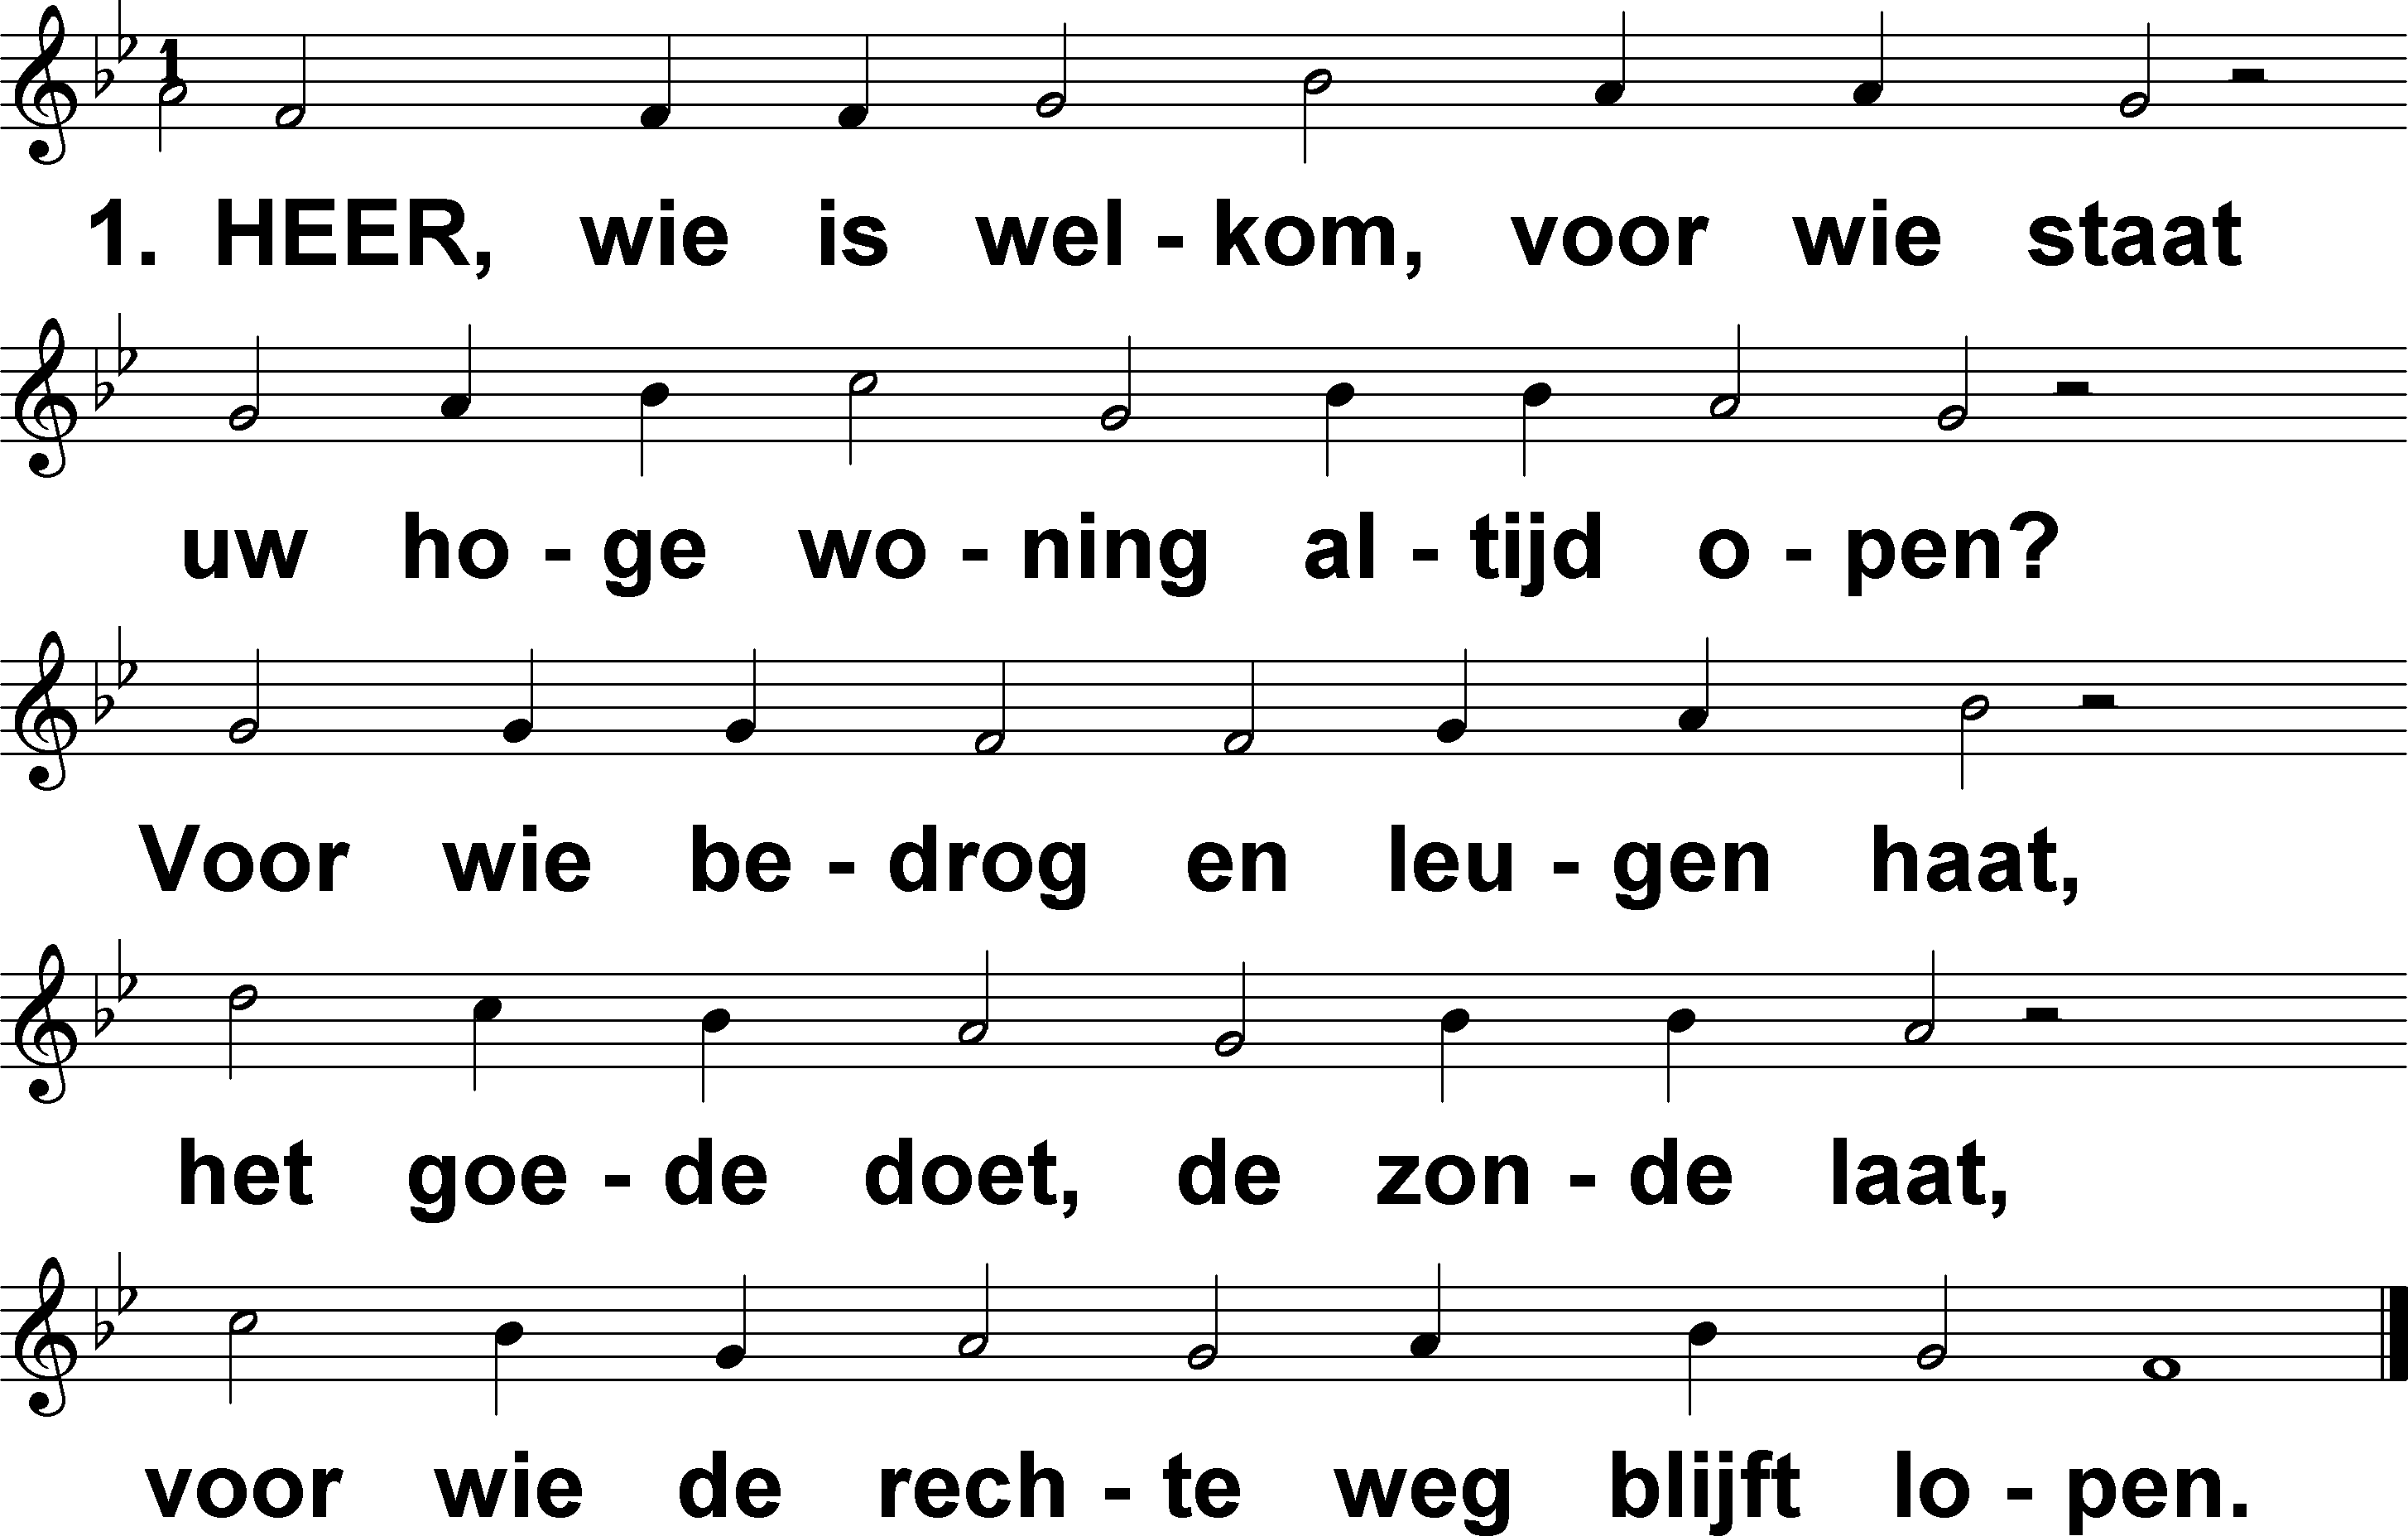 1. HEER, wie is wel - kom, voor wie staat
uw ho - ge wo - ning al - tijd o - pen?
Voor wie be - drog en leu - gen haat,
het goe - de doet, de zon - de laat,
voor wie de rech - te weg blijft lo - pen.